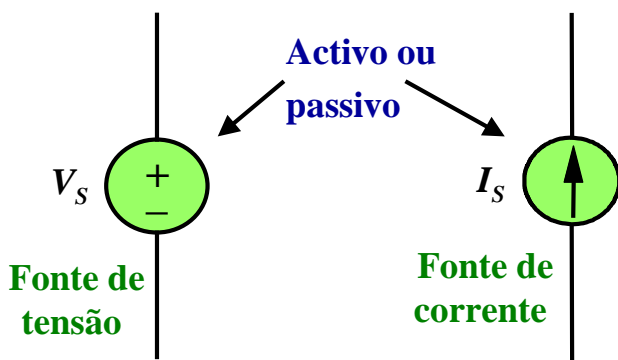 Activo ou
passivo
V_S
+
−
I_S
Fonte de
tensão
Fonte de
corrente